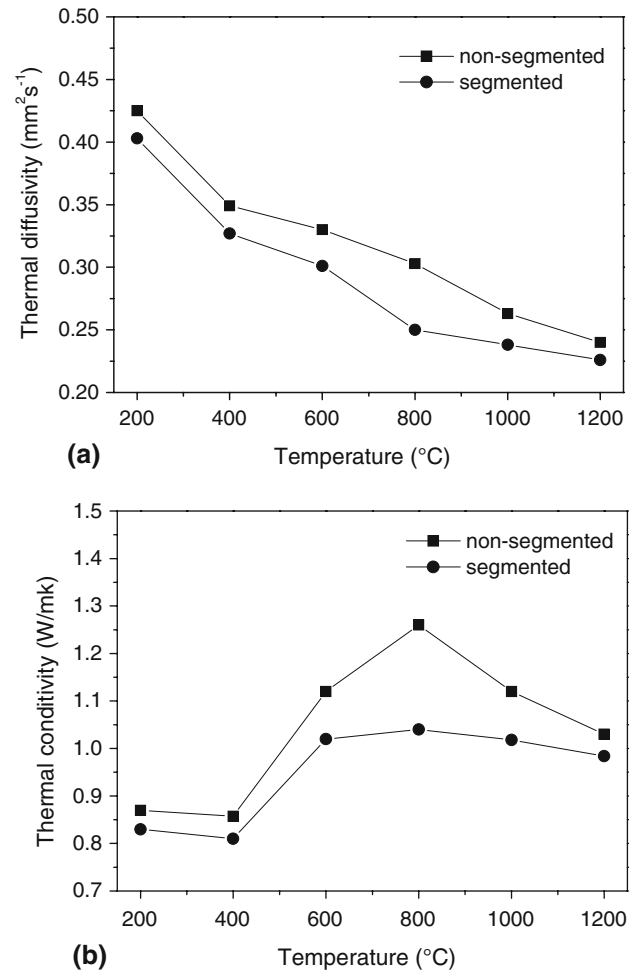 0.50
0.45
0.40
0.35
0.30
0.25
0.20
Thermal diffusivity (mm²s⁻¹)
non-segmented
segmented
200 400 600 800 1000 1200
Temperature (°C)
(a)
1.5
1.4
1.3
1.2
1.1
1.0
0.9
0.8
0.7
Thermal conditivity (W/mk)
non-segmented
segmented
200 400 600 800 1000 1200
Temperature (°C)
(b)